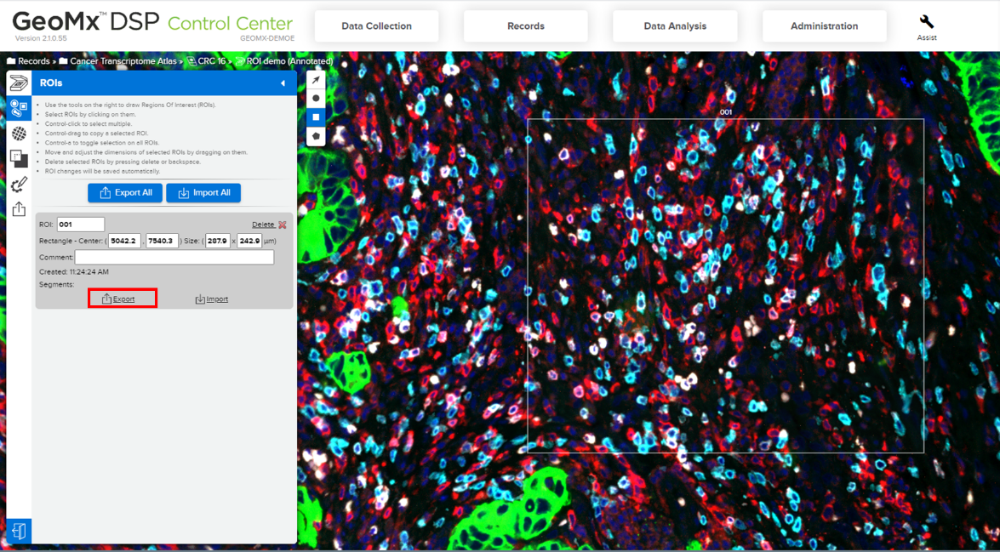 GeoMx™ DSP Control Center
Version 2.1.0.55
GEOMX-DEMOE
Data Collection
Records
Data Analysis
Administration
Assist
Records » Cancer Transcriptome Atlas » CRC 16 » ROI demo (Annotated)
ROIs
• Use the tools on the right to draw Regions Of Interest (ROIs).
• Select ROIs by clicking on them.
• Control-click to select multiple.
• Control-drag to copy a selected ROI.
• Control-a to toggle selection on all ROIs.
• Move and adjust the dimensions of selected ROIs by dragging on them.
• Delete selected ROIs by pressing delete or backspace.
• ROI changes will be saved automatically.
Export All
Import All
ROI: 001
Delete
Rectangle - Center: ( 5042.2 , 7540.3 ) Size: ( 287.9 x 242.9 µm)
Comment:
Created: 11:24:24 AM
Segments:
Export
Import
001